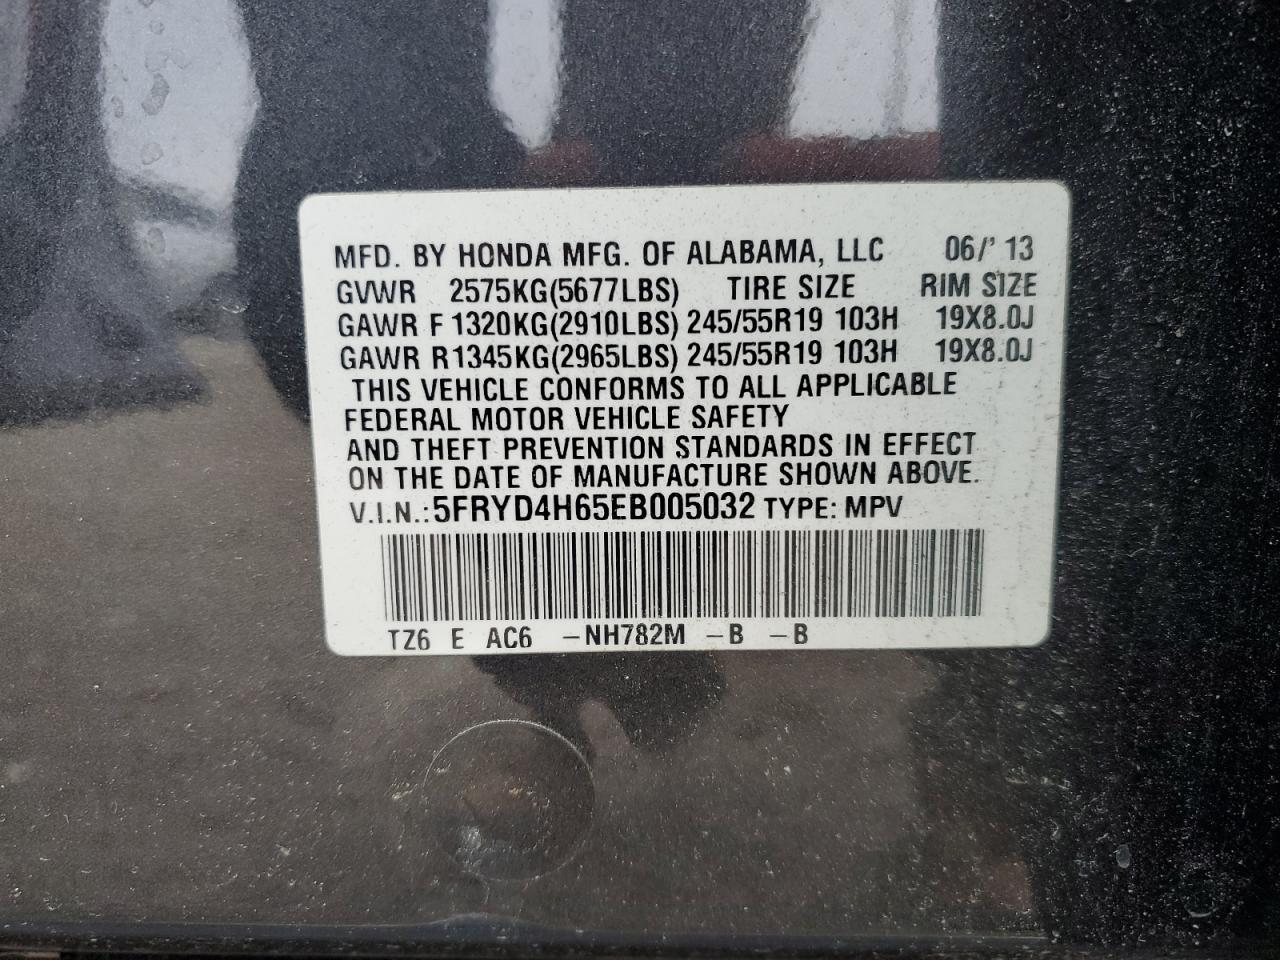 MFD. BY HONDA MFG. OF ALABAMA, LLC 06/' 13
GVWR 2575KG(5677LBS) TIRE SIZE RIM SIZE
GAWR F 1320KG(2910LBS) 245/55R19 103H 19X8.0J
GAWR R1345KG(2965LBS) 245/55R19 103H 19X8.0J
THIS VEHICLE CONFORMS TO ALL APPLICABLE
FEDERAL MOTOR VEHICLE SAFETY
AND THEFT PREVENTION STANDARDS IN EFFECT
ON THE DATE OF MANUFACTURE SHOWN ABOVE.
V.I.N.:5FRYD4H65EB005032 TYPE: MPV
TZ6 E AC6 –NH782M –B –B